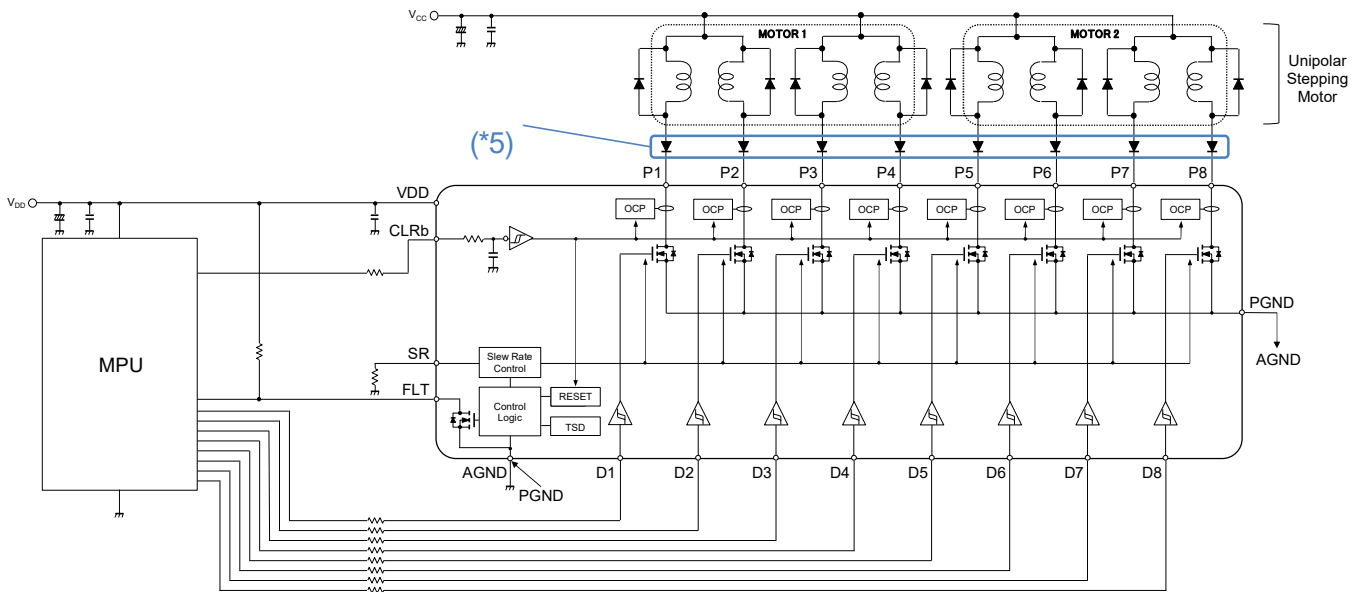 VCC
MOTOR 1
MOTOR 2
Unipolar
Stepping
Motor
(*5)
P1
P2
P3
P4
P5
P6
P7
P8
VDD
VDD
OCP
OCP
OCP
OCP
OCP
OCP
OCP
OCP
CLRb
PGND
AGND
MPU
SR
Slew Rate
Control
FLT
Control
Logic
RESET
TSD
AGND
PGND
D1
D2
D3
D4
D5
D6
D7
D8